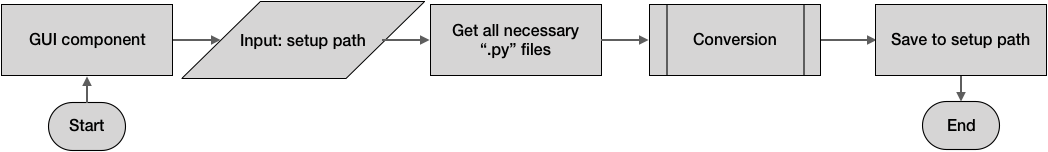 GUI component
Input: setup path
Get all necessary
“.py” files
Conversion
Save to setup path
Start
End